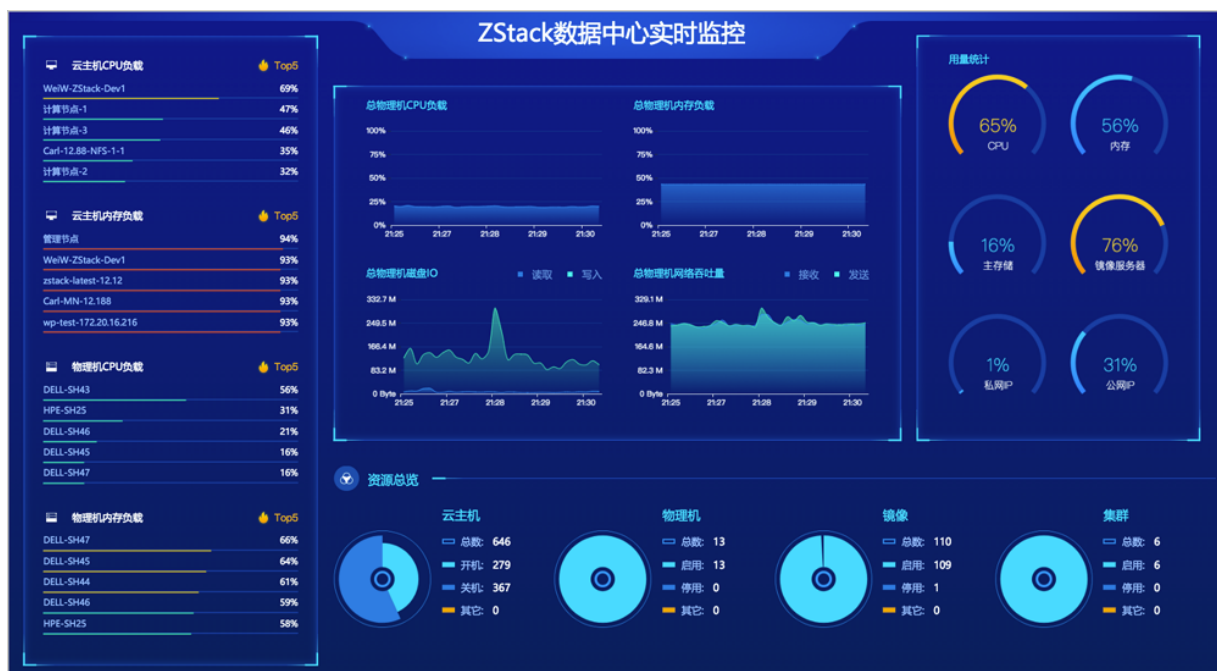 ZStack数据中心实时监控
云主机CPU负载 Top5
WeiW-ZStack-Dev1 69%
计算节点-1 47%
计算节点-3 46%
Carl-12.88-NFS-1-1 35%
计算节点-2 32%
云主机内存负载 Top5
管理节点 94%
WeiW-ZStack-Dev1 93%
zstack-latest-12.12 93%
Carl-MN-12.188 93%
wp-test-172.20.16.216 93%
物理机CPU负载 Top5
DELL-SH43 56%
HPE-SH25 31%
DELL-SH46 21%
DELL-SH45 16%
DELL-SH47 16%
物理机内存负载 Top5
DELL-SH47 66%
DELL-SH45 64%
DELL-SH44 61%
DELL-SH46 59%
HPE-SH25 58%
总物理机CPU负载
100%
75%
50%
25%
0%
21:25 21:27 21:28 21:29 21:30
总物理机内存负载
100%
75%
50%
25%
0%
21:25 21:27 21:28 21:29 21:30
总物理机磁盘IO 读取 写入
332.7 M
249.5 M
166.4 M
83.2 M
0 Byte
21:25 21:27 21:28 21:29 21:30
总物理机网络吞吐量 接收 发送
329.1 M
246.8 M
164.6 M
82.3 M
0 Byte
21:25 21:27 21:28 21:29 21:30
用量统计
65%
CPU
56%
内存
16%
主存储
76%
镜像服务器
1%
私网IP
31%
公网IP
资源总览
云主机
总数: 646
开机: 279
关机: 367
其它: 0
物理机
总数: 13
启用: 13
停用: 0
其它: 0
镜像
总数: 110
启用: 109
停用: 1
其它: 0
集群
总数: 6
启用: 6
停用: 0
其它: 0